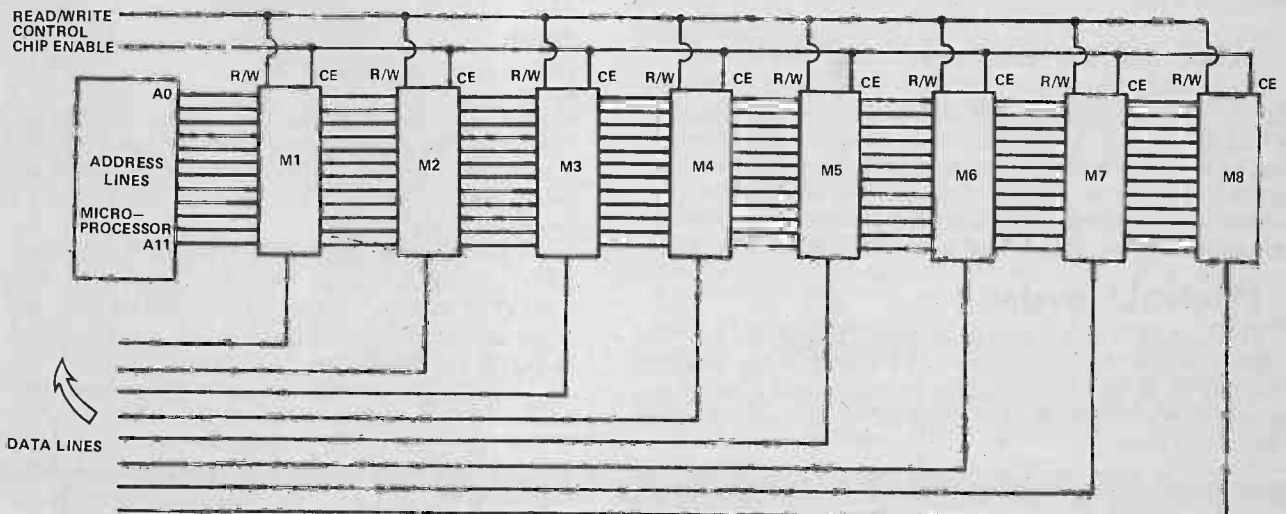 READ/WRITE
CONTROL
CHIP ENABLE
R/W CE R/W CE R/W CE R/W CE R/W CE R/W CE R/W CE R/W CE
A0
ADDRESS
LINES
MICRO-
PROCESSOR
A11
M1 M2 M3 M4 M5 M6 M7 M8
DATA LINES